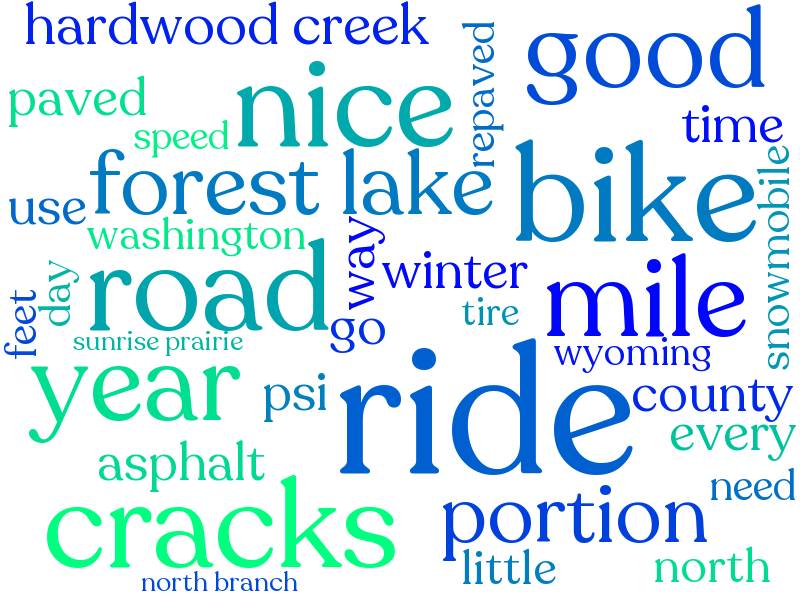 hardwood creek
good
nice
repaved
paved
speed
time
forest lake
bike
snowmobile
use
washington
way
winter
road
day
feet
mile
tire
go
sunrise prairie
wyoming
year
psi
ride
county
every
asphalt
need
cracks
portion
little
north
north branch